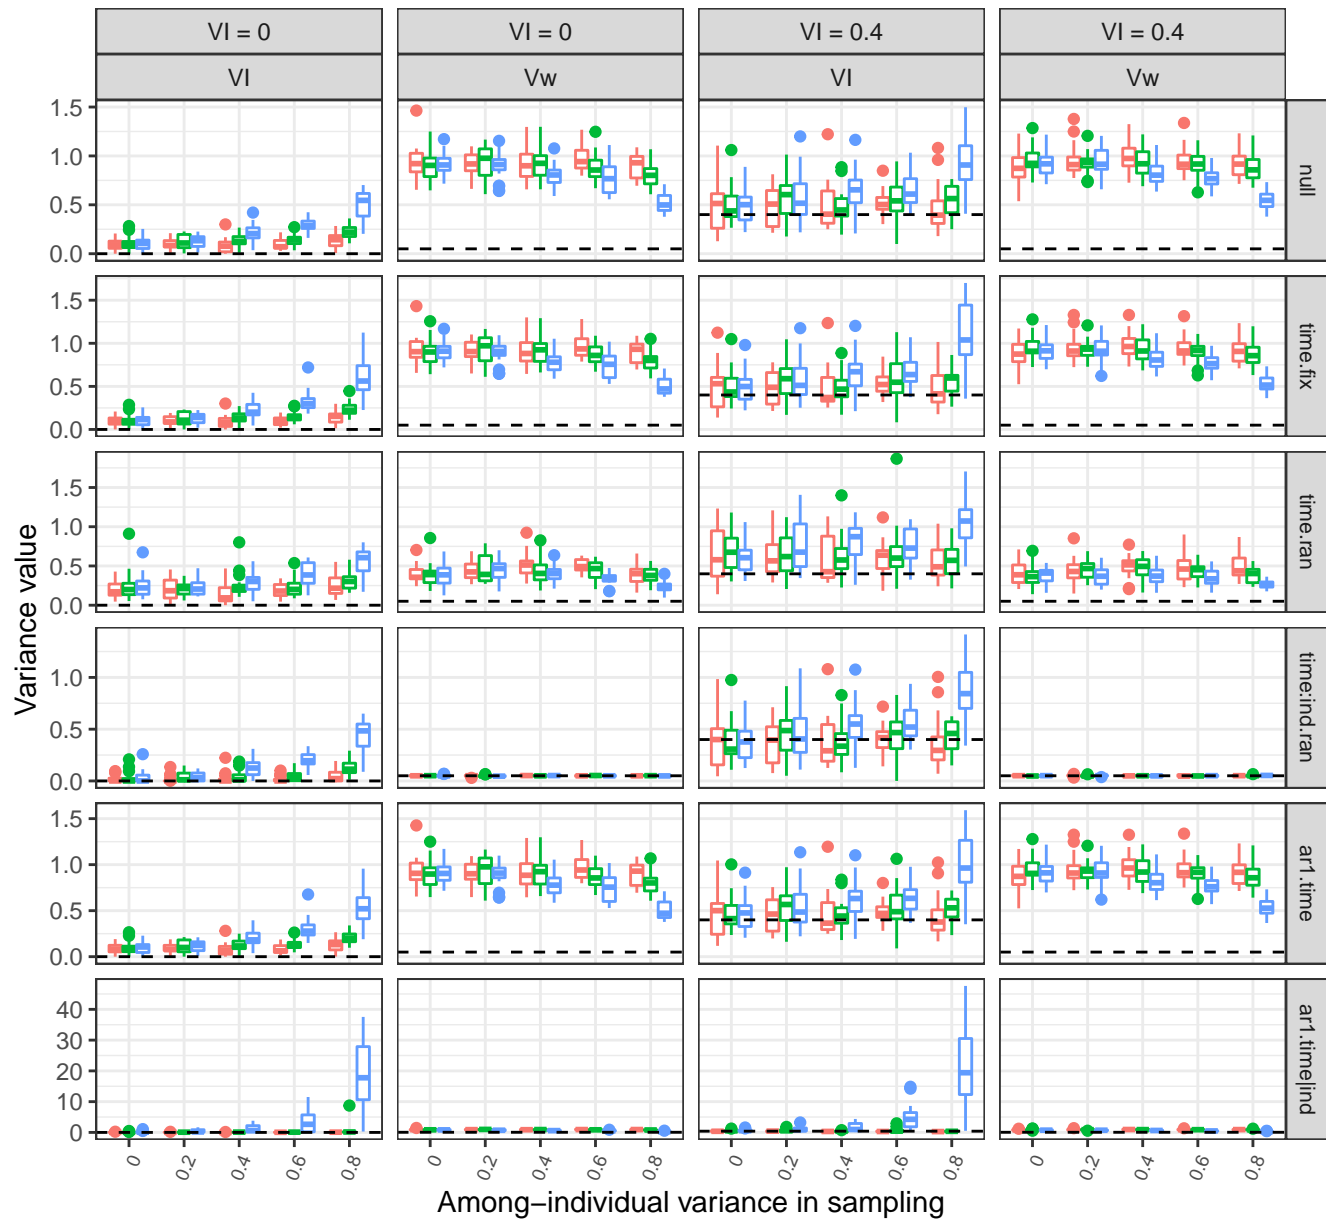 VI = 0 VI = 0 VI = 0.4 VI = 0.4
VI Vw VI Vw
1.5
1.0
0.5
0.0
null
1.5
1.0
0.5
0.0
time.fix
1.5
1.0
0.5
0.0
time.ran
1.0
0.5
0.0
time:ind.ran
1.5
1.0
0.5
0.0
ar1.time
40
30
20
10
0
ar1.time|ind
Variance value
0 0.2 0.4 0.6 0.8 0 0.2 0.4 0.6 0.8 0 0.2 0.4 0.6 0.8 0 0.2 0.4 0.6 0.8
Among−individual variance in sampling